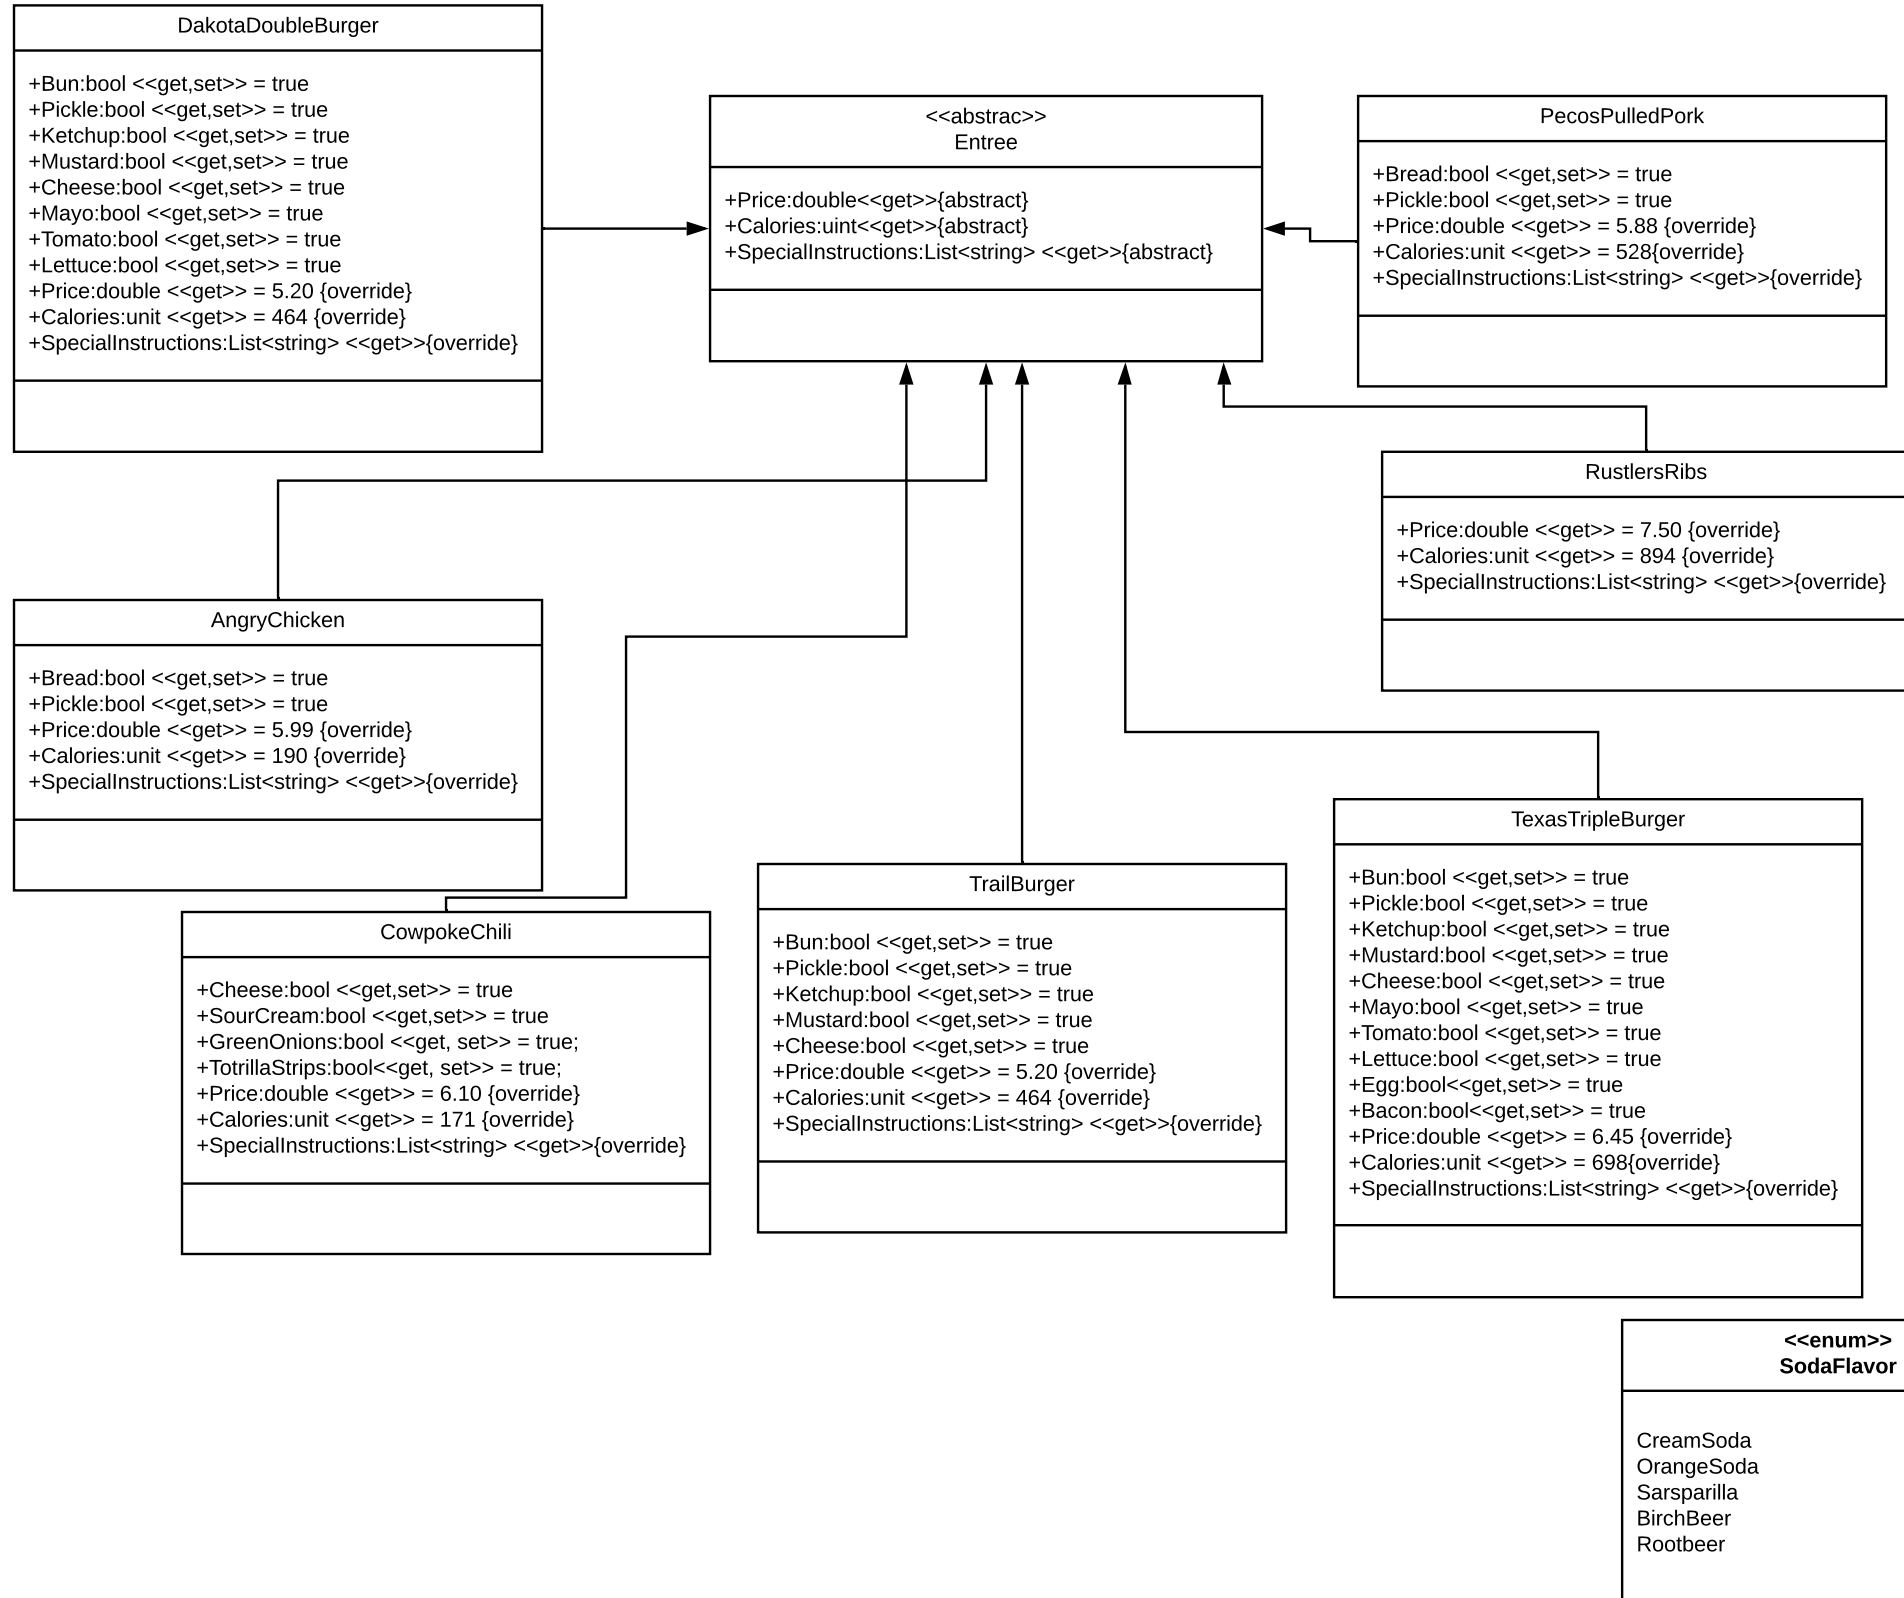 DakotaDoubleBurger
+Bun:bool <<get,set>> = true
+Pickle:bool <<get,set>> = true
+Ketchup:bool <<get,set>> = true
+Mustard:bool <<get,set>> = true
+Cheese:bool <<get,set>> = true
+Mayo:bool <<get,set>> = true
+Tomato:bool <<get,set>> = true
+Lettuce:bool <<get,set>> = true
+Price:double <<get>> = 5.20 {override}
+Calories:unit <<get>> = 464 {override}
+SpecialInstructions:List<string> <<get>>{override}
<<abstrac>>
Entree
+Price:double<<get>>{abstract}
+Calories:uint<<get>>{abstract}
+SpecialInstructions:List<string> <<get>>{abstract}
PecosPulledPork
+Bread:bool <<get,set>> = true
+Pickle:bool <<get,set>> = true
+Price:double <<get>> = 5.88 {override}
+Calories:unit <<get>> = 528{override}
+SpecialInstructions:List<string> <<get>>{override}
RustlersRibs
+Price:double <<get>> = 7.50 {override}
+Calories:unit <<get>> = 894 {override}
+SpecialInstructions:List<string> <<get>>{override}
AngryChicken
+Bread:bool <<get,set>> = true
+Pickle:bool <<get,set>> = true
+Price:double <<get>> = 5.99 {override}
+Calories:unit <<get>> = 190 {override}
+SpecialInstructions:List<string> <<get>>{override}
CowpokeChili
+Cheese:bool <<get,set>> = true
+SourCream:bool <<get,set>> = true
+GreenOnions:bool <<get, set>> = true;
+TotrillaStrips:bool<<get, set>> = true;
+Price:double <<get>> = 6.10 {override}
+Calories:unit <<get>> = 171 {override}
+SpecialInstructions:List<string> <<get>>{override}
TrailBurger
+Bun:bool <<get,set>> = true
+Pickle:bool <<get,set>> = true
+Ketchup:bool <<get,set>> = true
+Mustard:bool <<get,set>> = true
+Cheese:bool <<get,set>> = true
+Price:double <<get>> = 5.20 {override}
+Calories:unit <<get>> = 464 {override}
+SpecialInstructions:List<string> <<get>>{override}
TexasTripleBurger
+Bun:bool <<get,set>> = true
+Pickle:bool <<get,set>> = true
+Ketchup:bool <<get,set>> = true
+Mustard:bool <<get,set>> = true
+Cheese:bool <<get,set>> = true
+Mayo:bool <<get,set>> = true
+Tomato:bool <<get,set>> = true
+Lettuce:bool <<get,set>> = true
+Egg:bool<<get,set>> = true
+Bacon:bool<<get,set>> = true
+Price:double <<get>> = 6.45 {override}
+Calories:unit <<get>> = 698{override}
+SpecialInstructions:List<string> <<get>>{override}
<<enum>>
SodaFlavor
CreamSoda
OrangeSoda
Sarsparilla
BirchBeer
Rootbeer